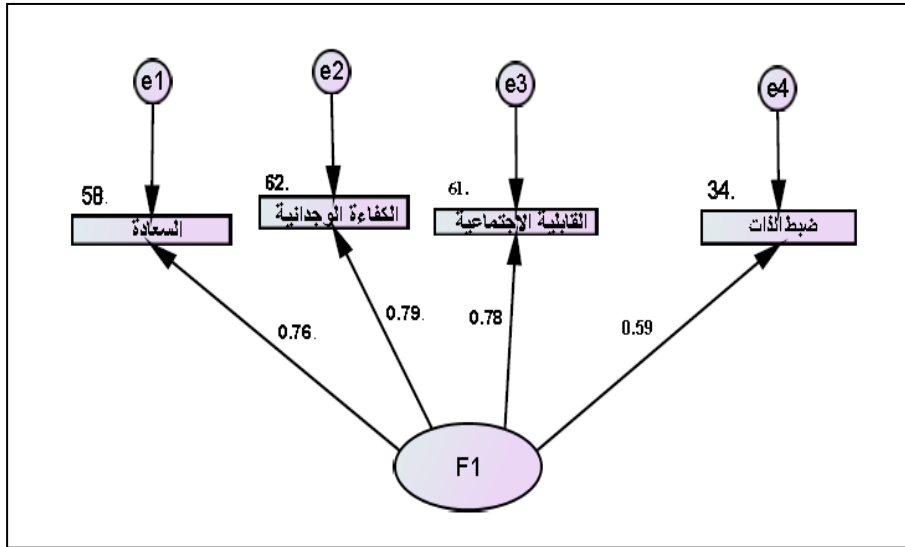 e1
e2
e3
e4
58.
62.
61.
34.
السعادة
الكفاءة الوجدانية
القابلية الإجتماعية
ضبط الذات
0.76.
0.79.
0.78
0.59
F1